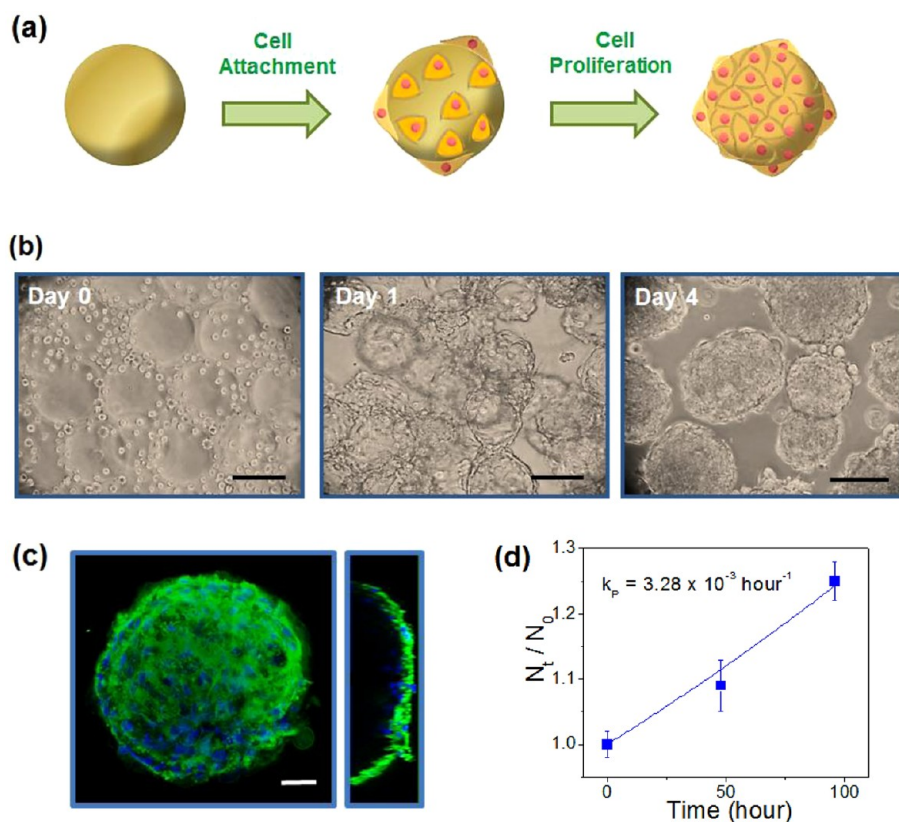 (a)
Cell
Attachment
Cell
Proliferation
(b)
Day 0
Day 1
Day 4
(c)
(d)
1.3
1.2
1.1
1.0
N_t / N_0
k_P = 3.28 x 10⁻³ hour⁻¹
0
50
100
Time (hour)